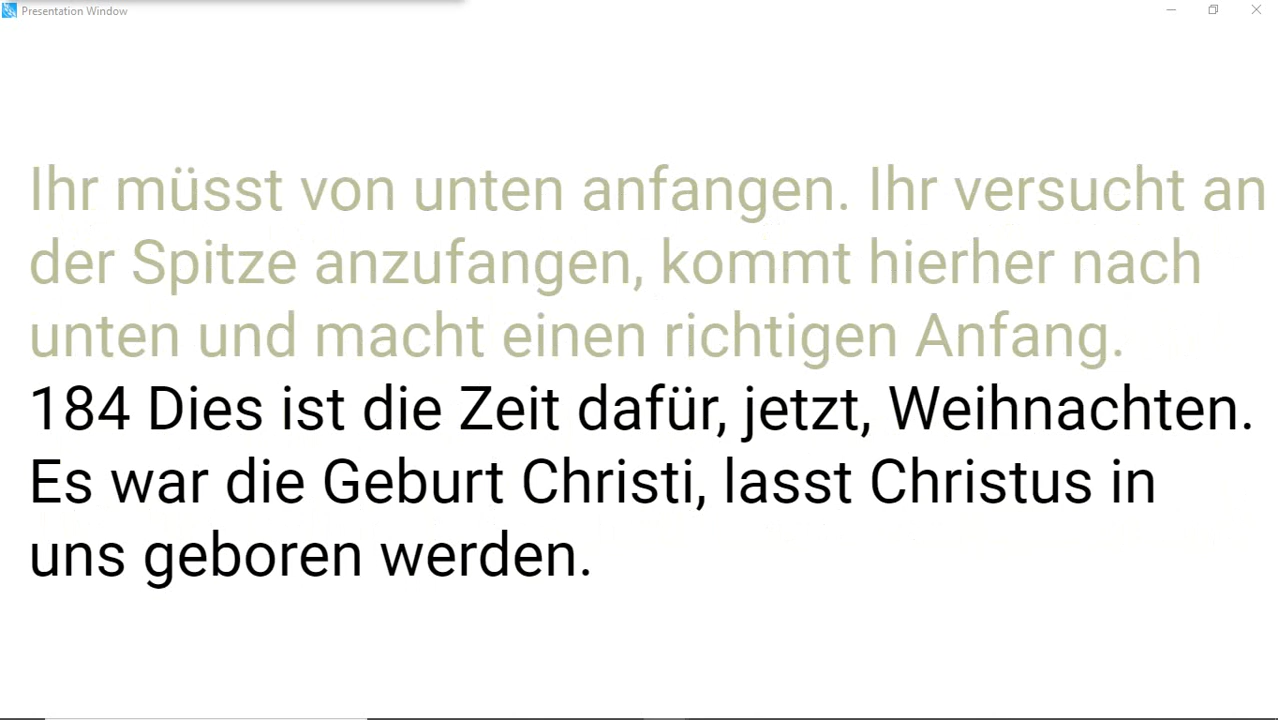 Presentation Window
Ihr müsst von unten anfangen. Ihr versucht an
der Spitze anzufangen, kommt hierher nach
unten und macht einen richtigen Anfang.
184 Dies ist die Zeit dafür, jetzt, Weihnachten.
Es war die Geburt Christi, lasst Christus in
uns geboren werden.